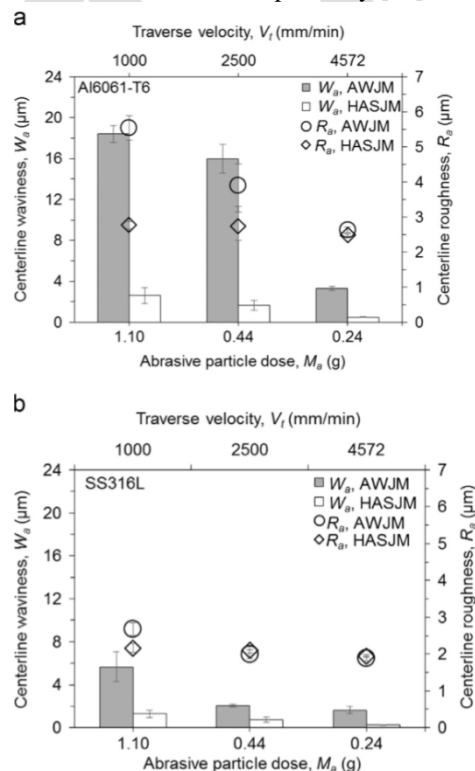 a
Traverse velocity, Vt (mm/min)
1000 2500 4572
Al6061-T6
Wa, AWJM
Wa, HASJM
Ra, AWJM
Ra, HASJM
24
20
16
12
8
4
0
7
6
5
4
3
2
1
0
Centerline waviness, Wa (µm)
Centerline roughness, Ra (µm)
1.10 0.44 0.24
Abrasive particle dose, Ma (g)
b
Traverse velocity, Vt (mm/min)
1000 2500 4572
SS316L
Wa, AWJM
Wa, HASJM
Ra, AWJM
Ra, HASJM
24
20
16
12
8
4
0
7
6
5
4
3
2
1
0
Centerline waviness, Wa (µm)
Centerline roughness, Ra (µm)
1.10 0.44 0.24
Abrasive particle dose, Ma (g)